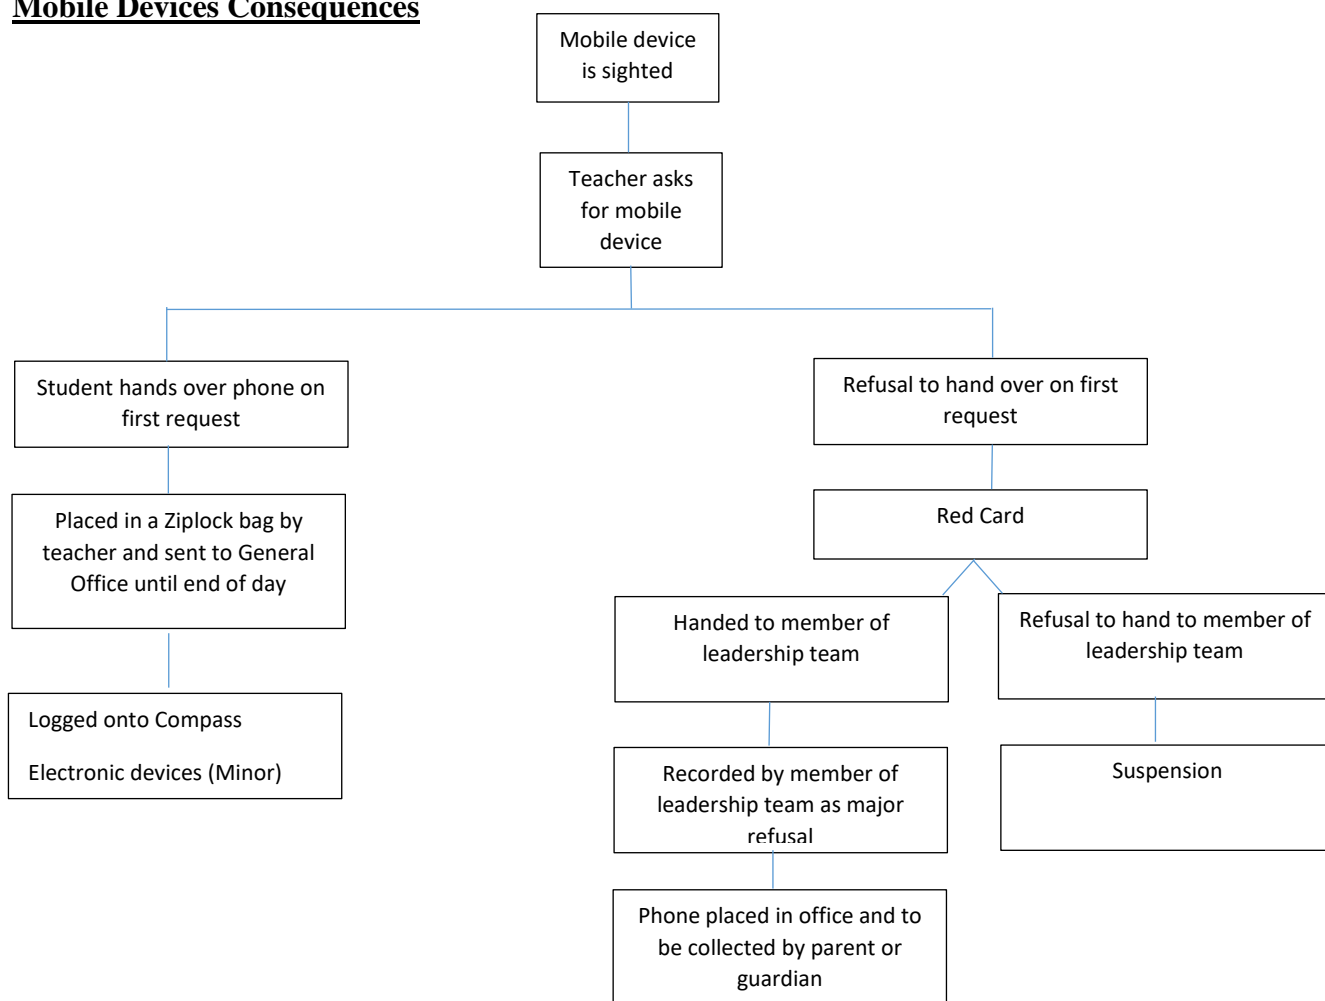 Mobile Devices Consequences
Mobile device
is sighted
Teacher asks
for mobile
device
Student hands over phone on
first request
Refusal to hand over on first
request
Placed in a Ziplock bag by
teacher and sent to General
Office until end of day
Red Card
Handed to member of
leadership team
Refusal to hand to member of
leadership team
Logged onto Compass
Electronic devices (Minor)
Recorded by member of
leadership team as major
refusal
Suspension
Phone placed in office and to
be collected by parent or
guardian